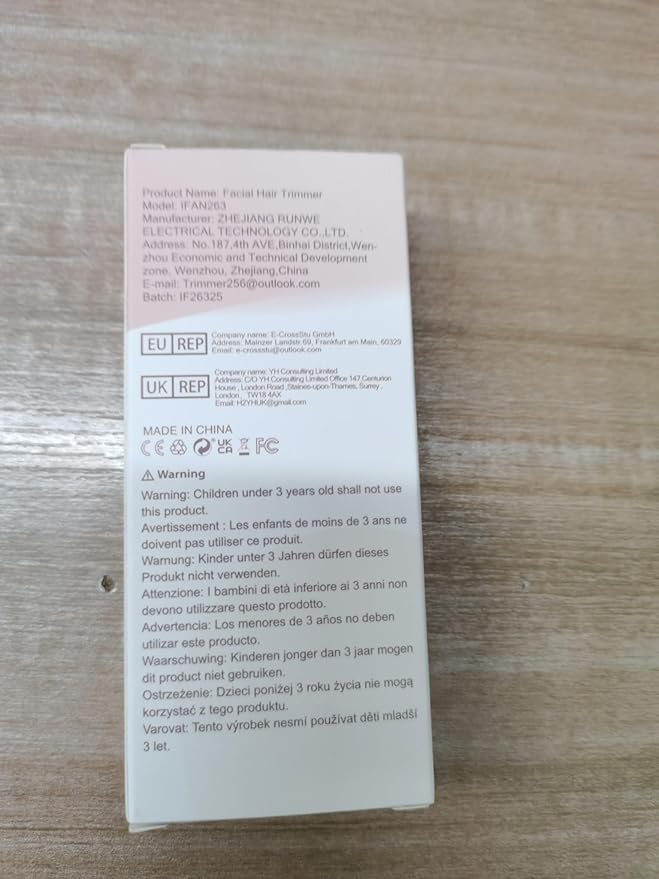 Product Name: Facial Hair Trimmer
Model: IFAN263
Manufacturer: ZHEJIANG RUNWE
ELECTRICAL TECHNOLOGY CO.,LTD.
Address: No.187,4th AVE,Binhai District,Wen-
zhou Economic and Technical Development
zone, Wenzhou, Zhejiang,China
E-mail: Trimmer256@outlook.com
Batch: IF26325
EU REP
Company name: E-CrossStu GmbH
Address: Mainzer Landstr.69, Frankfurt am Main, 60329
Email: e-crossstu@outlook.com
UK REP
Company name: YH Consulting Limited
Address: C/O YH Consulting Limited Office 147,Centurion
House , London Road ,Staines-upon-Thames, Surrey ,
London, TW18 4AX
Email: H2YHUK@gmail.com
MADE IN CHINA
CE UK CA FC
Warning
Warning: Children under 3 years old shall not use
this product.
Avertissement : Les enfants de moins de 3 ans ne
doivent pas utiliser ce produit.
Warnung: Kinder unter 3 Jahren dürfen dieses
Produkt nicht verwenden.
Attenzione: I bambini di età inferiore ai 3 anni non
devono utilizzare questo prodotto.
Advertencia: Los menores de 3 años no deben
utilizar este producto.
Waarschuwing: Kinderen jonger dan 3 jaar mogen
dit product niet gebruiken.
Ostrzeżenie: Dzieci poniżej 3 roku życia nie mogą
korzystać z tego produktu.
Varovat: Tento výrobek nesmí používat děti mladší
3 let.